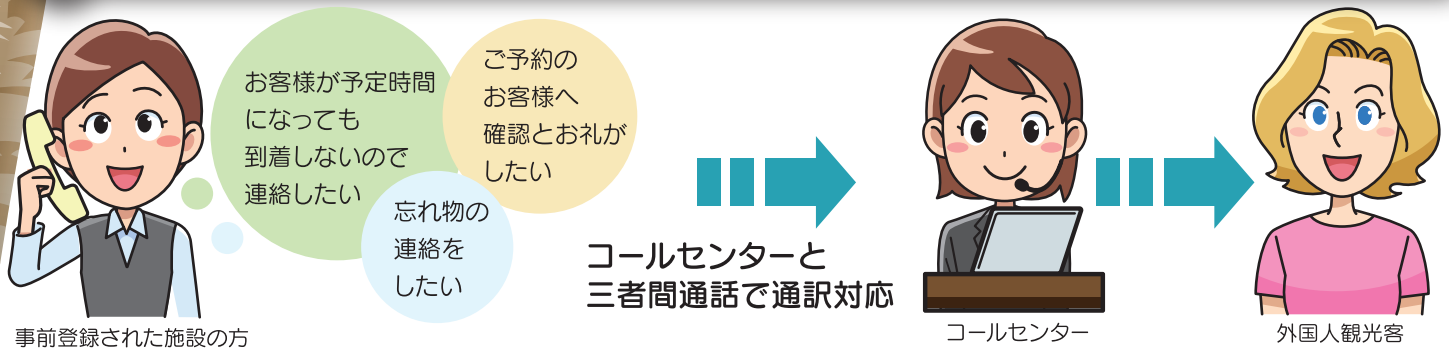 お客様が予定時間
になっても
到着しないので
連絡したい
ご予約の
お客様へ
確認とお礼が
したい
忘れ物の
連絡を
したい
コールセンターと
三者間通話で通訳対応
事前登録された施設の方
コールセンター
外国人観光客